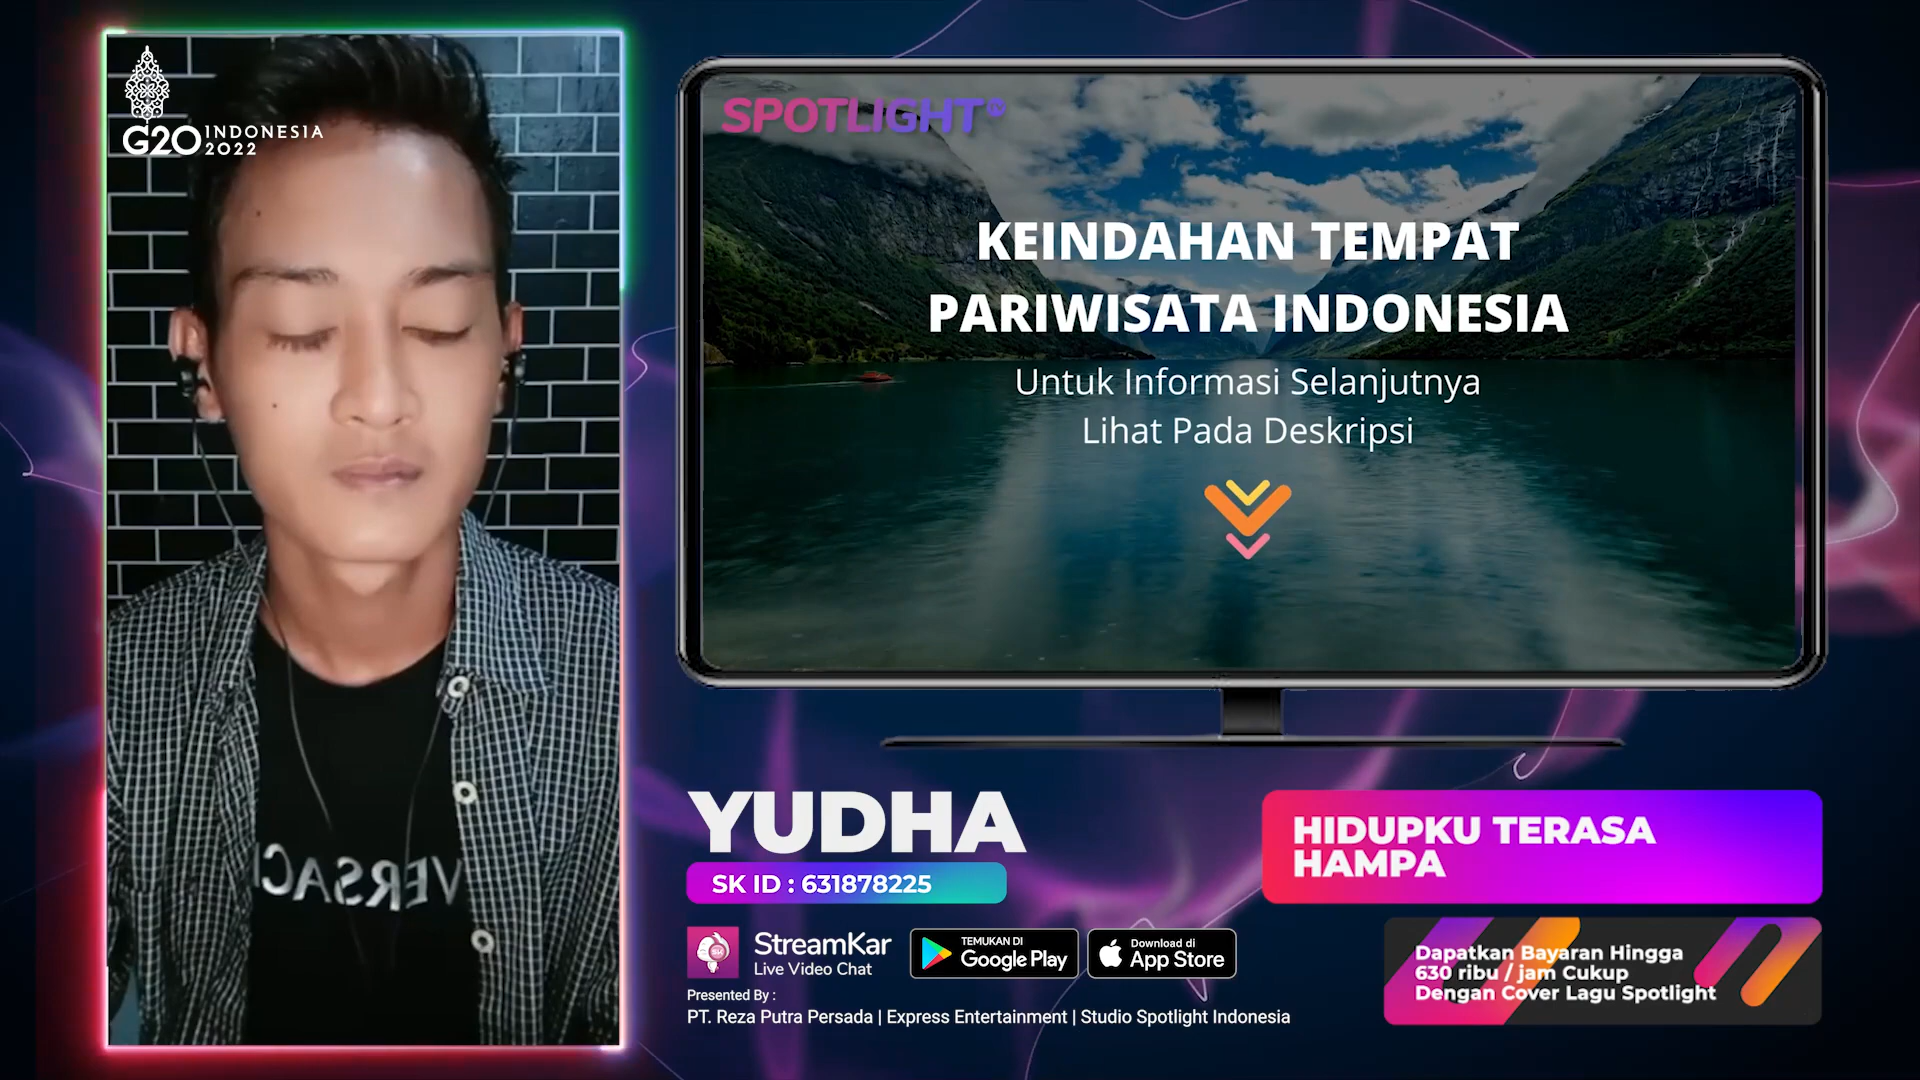 G20 INDONESIA
2022
SPOTLIGHT
KEINDAHAN TEMPAT
PARIWISATA INDONESIA
Untuk Informasi Selanjutnya
Lihat Pada Deskripsi
VERSAC
YUDHA
SK ID : 631878225
HIDUPKU TERASA
HAMPA
StreamKar
Live Video Chat
TEMUKAN DI
Google Play
Download di
App Store
Dapatkan Bayaran Hingga
630 ribu / jam Cukup
Dengan Cover Lagu Spotlight
Presented By :
PT. Reza Putra Persada | Express Entertainment | Studio Spotlight Indonesia